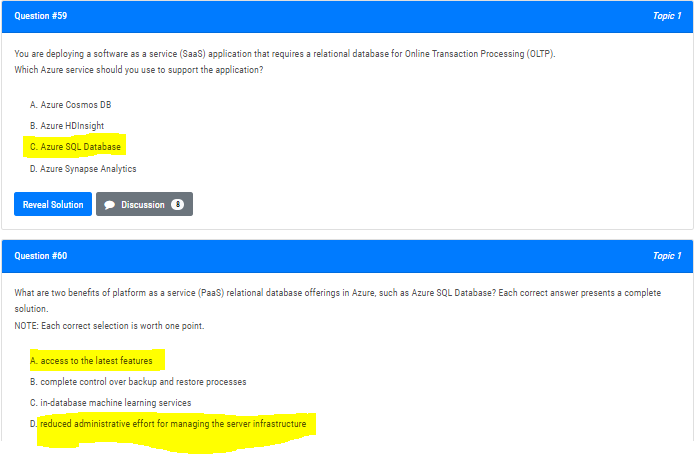 Question #59 Topic 1
You are deploying a software as a service (SaaS) application that requires a relational database for Online Transaction Processing (OLTP).
Which Azure service should you use to support the application?
A. Azure Cosmos DB
B. Azure HDInsight
C. Azure SQL Database
D. Azure Synapse Analytics
Reveal Solution Discussion 8
Question #60 Topic 1
What are two benefits of platform as a service (PaaS) relational database offerings in Azure, such as Azure SQL Database? Each correct answer presents a complete
solution.
NOTE: Each correct selection is worth one point.
A. access to the latest features
B. complete control over backup and restore processes
C. in-database machine learning services
D. reduced administrative effort for managing the server infrastructure